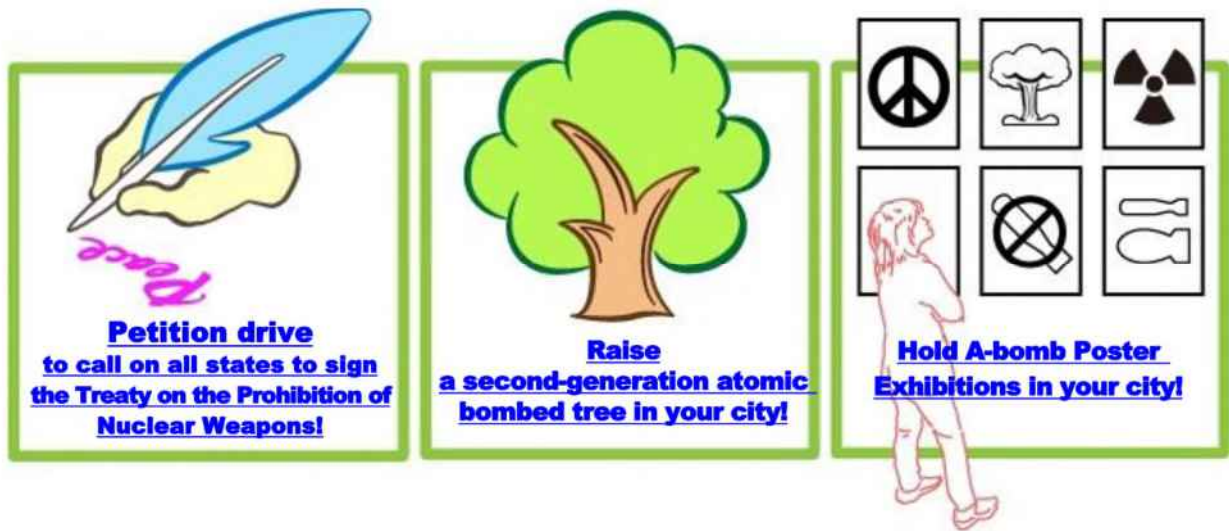 Peace
Petition drive
to call on all states to sign
the Treaty on the Prohibition of
Nuclear Weapons!
Raise
a second-generation atomic
bombed tree in your city!
Hold A-bomb Poster
Exhibitions in your city!